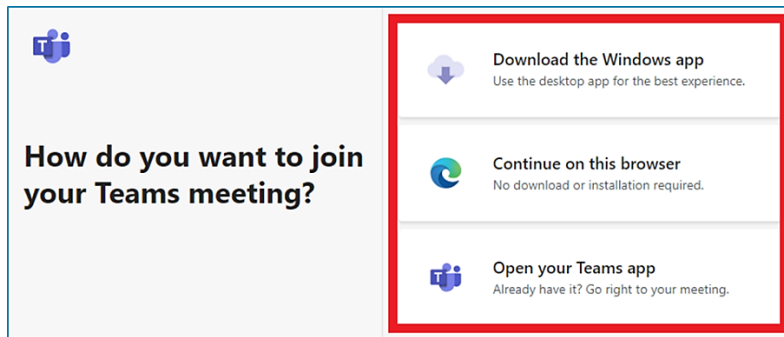 How do you want to join
your Teams meeting?
Download the Windows app
Use the desktop app for the best experience.
Continue on this browser
No download or installation required.
Open your Teams app
Already have it? Go right to your meeting.